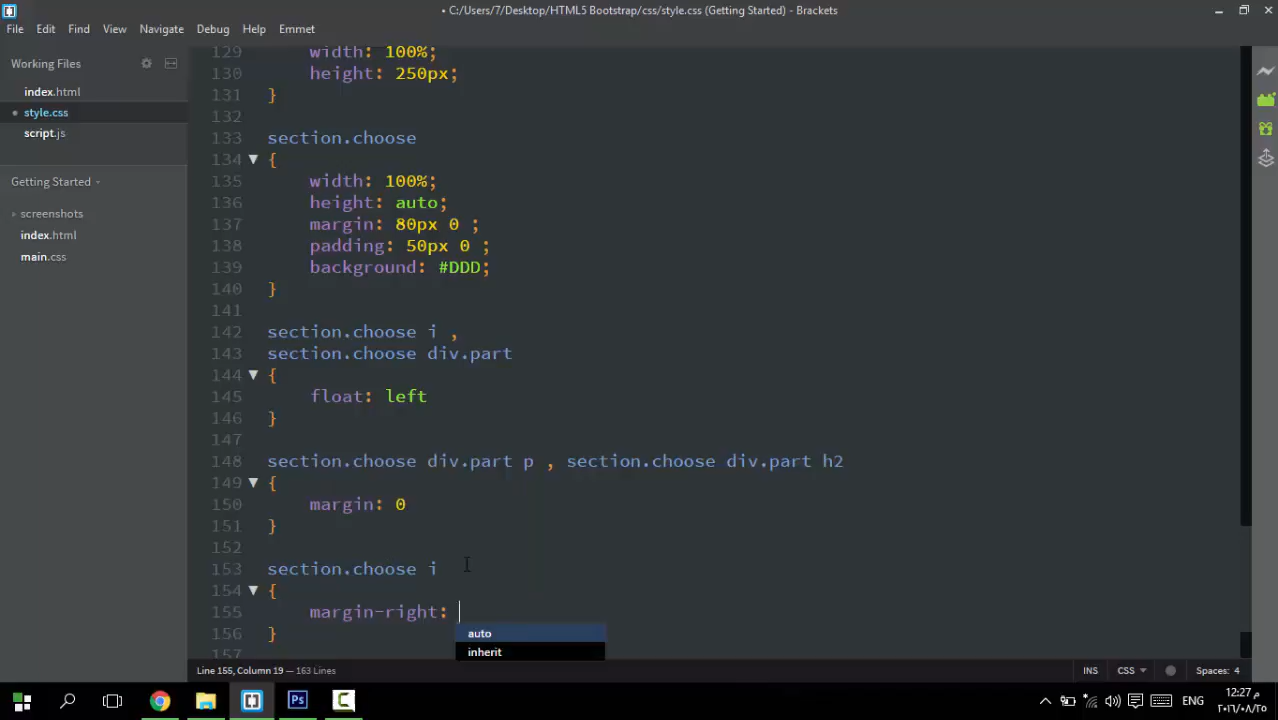 • C:/Users/7/Desktop/HTML5 Bootstrap/css/style.css (Getting Started) - Brackets
File Edit Find View Navigate Debug Help Emmet
Working Files
index.html
style.css
script.js
Getting Started
screenshots
index.html
main.css
129 width: 100%;
130 height: 250px;
131 }
132
133 section.choose
134 {
135 width: 100%;
136 height: auto;
137 margin: 80px 0 ;
138 padding: 50px 0 ;
139 background: #DDD;
140 }
141
142 section.choose i ,
143 section.choose div.part
144 {
145 float: left
146 }
147
148 section.choose div.part p , section.choose div.part h2
149 {
150 margin: 0
151 }
152
153 section.choose i
154 {
155 margin-right:
auto
156 }
inherit
157
Line 155, Column 19 — 163 Lines
INS CSS Spaces: 4
Ps
ENG
12:27 م
٢٠١٦/٠٨/٢٥